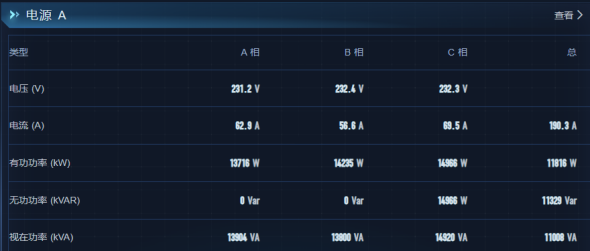 电源 A 查看
类型 A 相 B 相 C 相 总
电压 (V) 231.2 V 232.4 V 232.3 V
电流 (A) 62.9 A 56.6 A 69.5 A 190.3 A
有功功率 (kW) 13716 W 14235 W 14966 W 11816 W
无功功率 (kVAR) 0 Var 0 Var 14966 W 11329 Var
视在功率 (kVA) 13904 VA 13800 VA 14920 VA 11008 VA